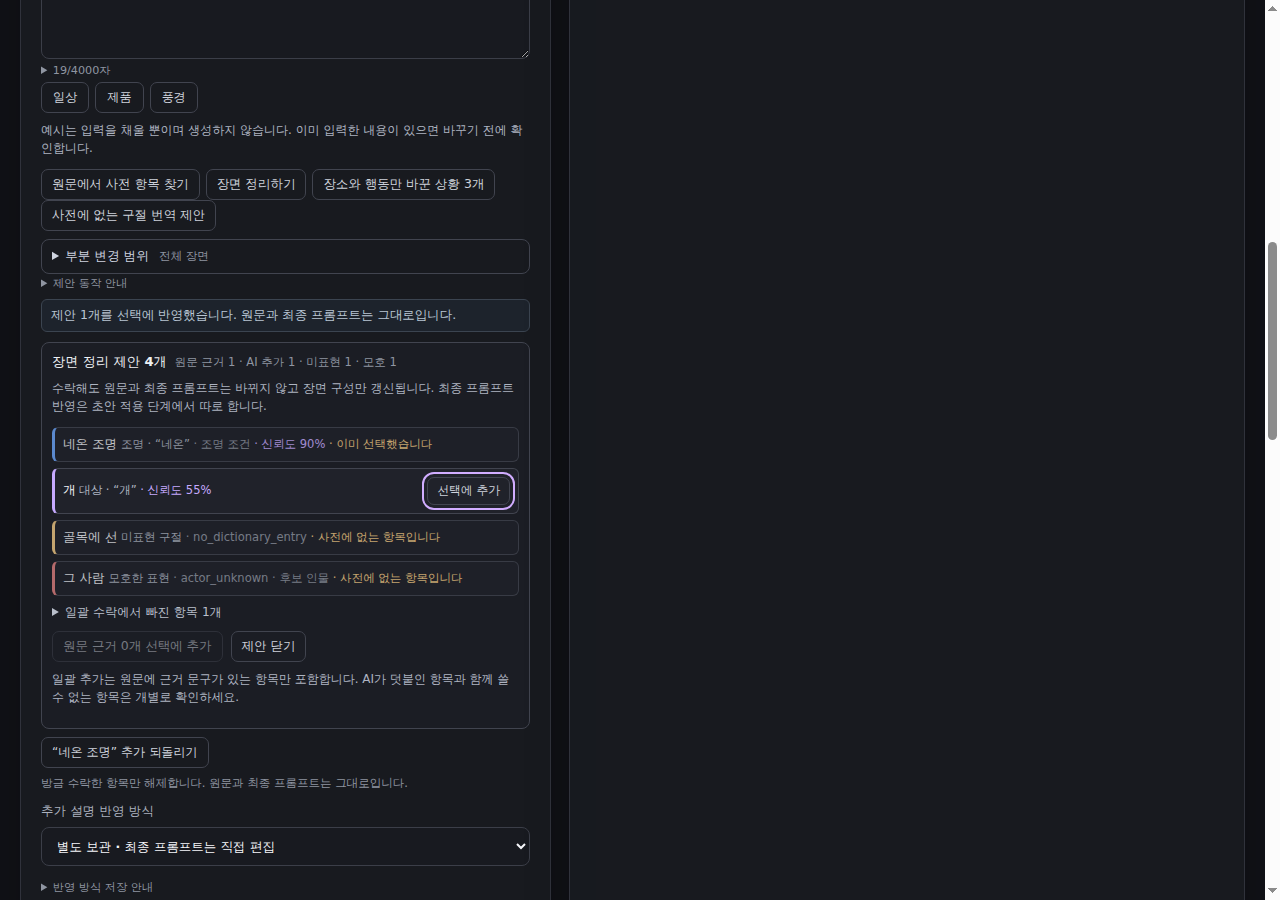 19/4000자
일상 제품 풍경
예시는 입력을 채울 뿐이며 생성하지 않습니다. 이미 입력한 내용이 있으면 바꾸기 전에 확
인합니다.
원문에서 사전 항목 찾기 장면 정리하기 장소와 행동만 바꾼 상황 3개
사전에 없는 구절 번역 제안
부분 변경 범위 전체 장면
제안 동작 안내
제안 1개를 선택에 반영했습니다. 원문과 최종 프롬프트는 그대로입니다.
장면 정리 제안 4개 원문 근거 1 · AI 추가 1 · 미표현 1 · 모호 1
수락해도 원문과 최종 프롬프트는 바뀌지 않고 장면 구성만 갱신됩니다. 최종 프롬프트
반영은 초안 적용 단계에서 따로 합니다.
네온 조명 조명 · “네온” · 조명 조건 · 신뢰도 90% · 이미 선택했습니다
개 대상 · “개” · 신뢰도 55% 선택에 추가
골목에 선 미표현 구절 · no_dictionary_entry · 사전에 없는 항목입니다
그 사람 모호한 표현 · actor_unknown · 후보 인물 · 사전에 없는 항목입니다
일괄 수락에서 빠진 항목 1개
원문 근거 0개 선택에 추가 제안 닫기
일괄 추가는 원문에 근거 문구가 있는 항목만 포함합니다. AI가 덧붙인 항목과 함께 쓸
수 없는 항목은 개별로 확인하세요.
“네온 조명” 추가 되돌리기
방금 수락한 항목만 해제합니다. 원문과 최종 프롬프트는 그대로입니다.
추가 설명 반영 방식
별도 보관 · 최종 프롬프트는 직접 편집
반영 방식 저장 안내